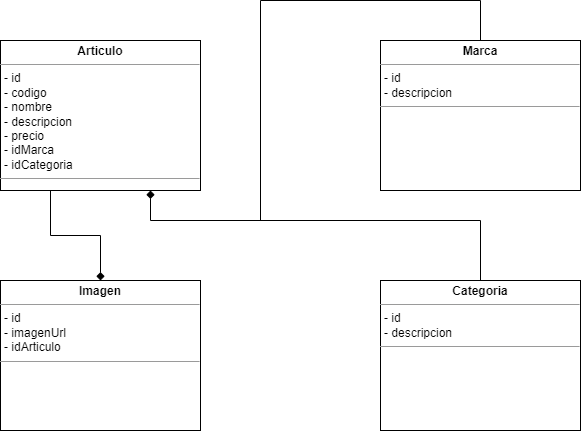 Articulo
- id
- codigo
- nombre
- descripcion
- precio
- idMarca
- idCategoria
Marca
- id
- descripcion
Imagen
- id
- imagenUrl
- idArticulo
Categoria
- id
- descripcion